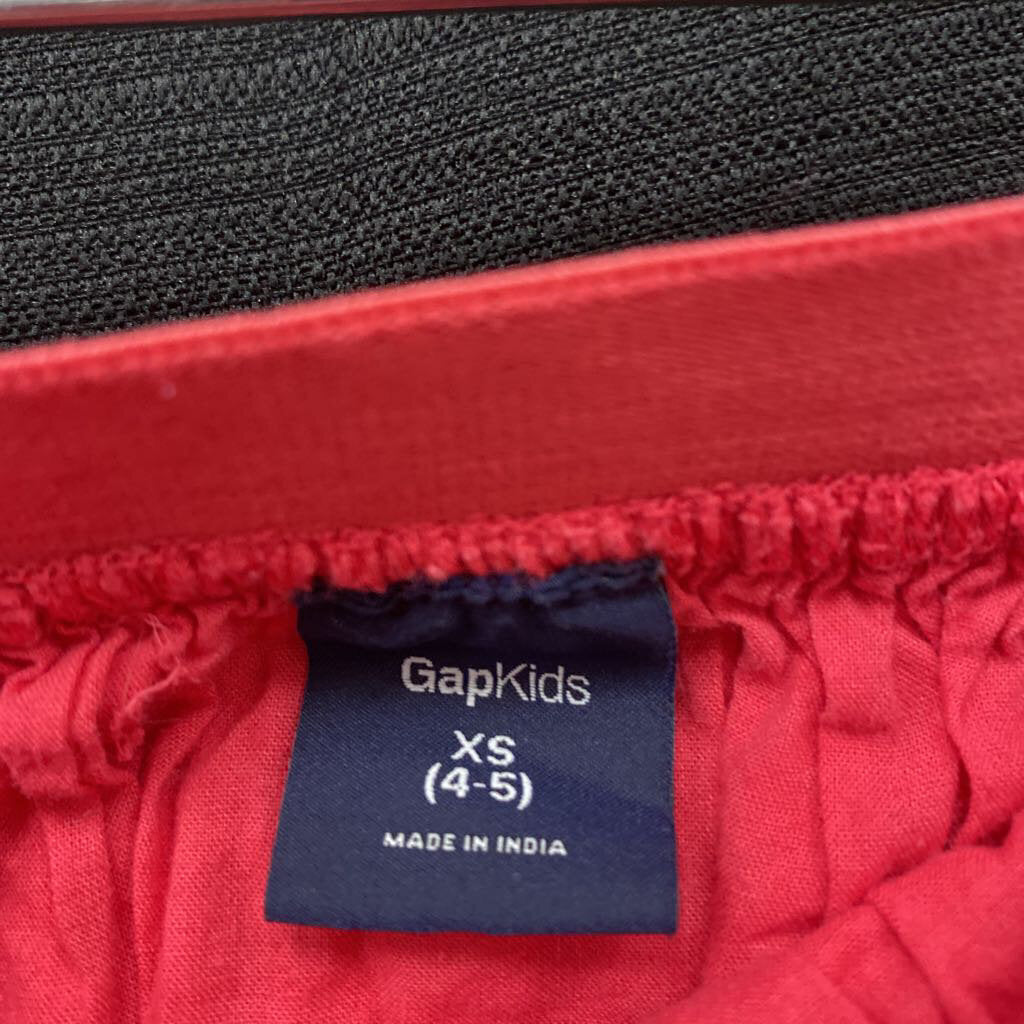 GapKids
XS
(4-5)
MADE IN INDIA